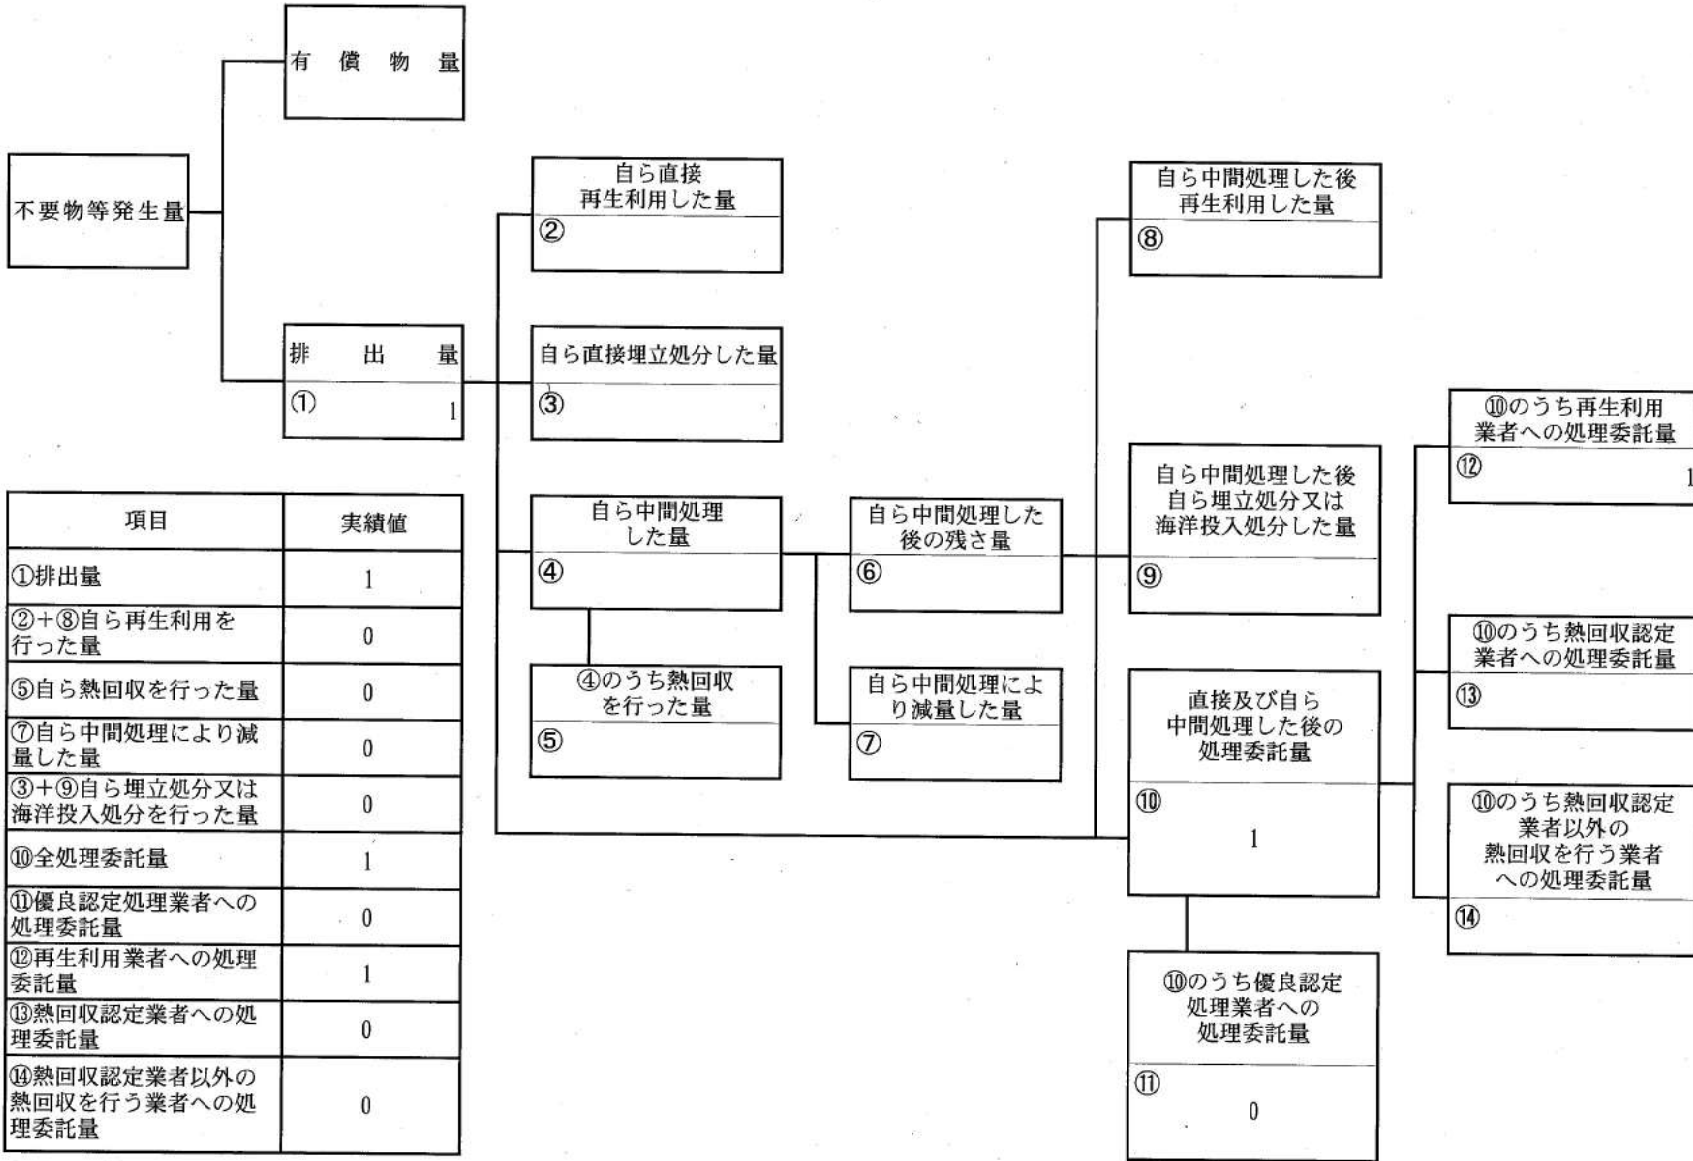 有償物量
不要物等発生量
排出量
①
1
自ら直接
再生利用した量
②
自ら直接埋立処分した量
③
自ら中間処理
した量
④
④のうち熱回収
を行った量
⑤
自ら中間処理した
後の残さ量
⑥
自ら中間処理によ
り減量した量
⑦
自ら中間処理した後
再生利用した量
⑧
自ら中間処理した後
自ら埋立処分又は
海洋投入処分した量
⑨
直接及び自ら
中間処理した後の
処理委託量
⑩
1
⑩のうち優良認定
処理業者への
処理委託量
⑪
0
⑩のうち再生利用
業者への処理委託量
⑫
1
⑩のうち熱回収認定
業者への処理委託量
⑬
⑩のうち熱回収認定
業者以外の
熱回収を行う業者
への処理委託量
⑭
項目 実績値
①排出量 1
②+⑧自ら再生利用を
行った量 0
⑤自ら熱回収を行った量 0
⑦自ら中間処理により減
量した量 0
③+⑨自ら埋立処分又は
海洋投入処分を行った量 0
⑩全処理委託量 1
⑪優良認定処理業者への
処理委託量 0
⑫再生利用業者への処理
委託量 1
⑬熱回収認定業者への処
理委託量 0
⑭熱回収認定業者以外の
熱回収を行う業者への処
理委託量 0